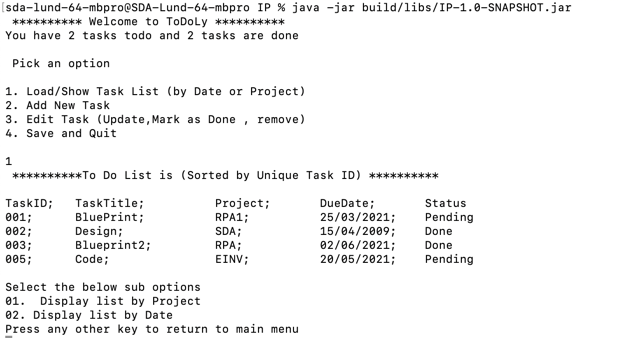 [sda-lund-64-mbpro@SDA-Lund-64-mbpro IP % java -jar build/libs/IP-1.0-SNAPSHOT.jar
********** Welcome to ToDoLy **********
You have 2 tasks todo and 2 tasks are done
Pick an option
1. Load/Show Task List (by Date or Project)
2. Add New Task
3. Edit Task (Update,Mark as Done , remove)
4. Save and Quit
1
**********To Do List is (Sorted by Unique Task ID) **********
TaskID; TaskTitle; Project; DueDate; Status
001; BluePrint; RPA1; 25/03/2021; Pending
002; Design; SDA; 15/04/2009; Done
003; Blueprint2; RPA; 02/06/2021; Done
005; Code; EINV; 20/05/2021; Pending
Select the below sub options
01. Display list by Project
02. Display list by Date
Press any other key to return to main menu